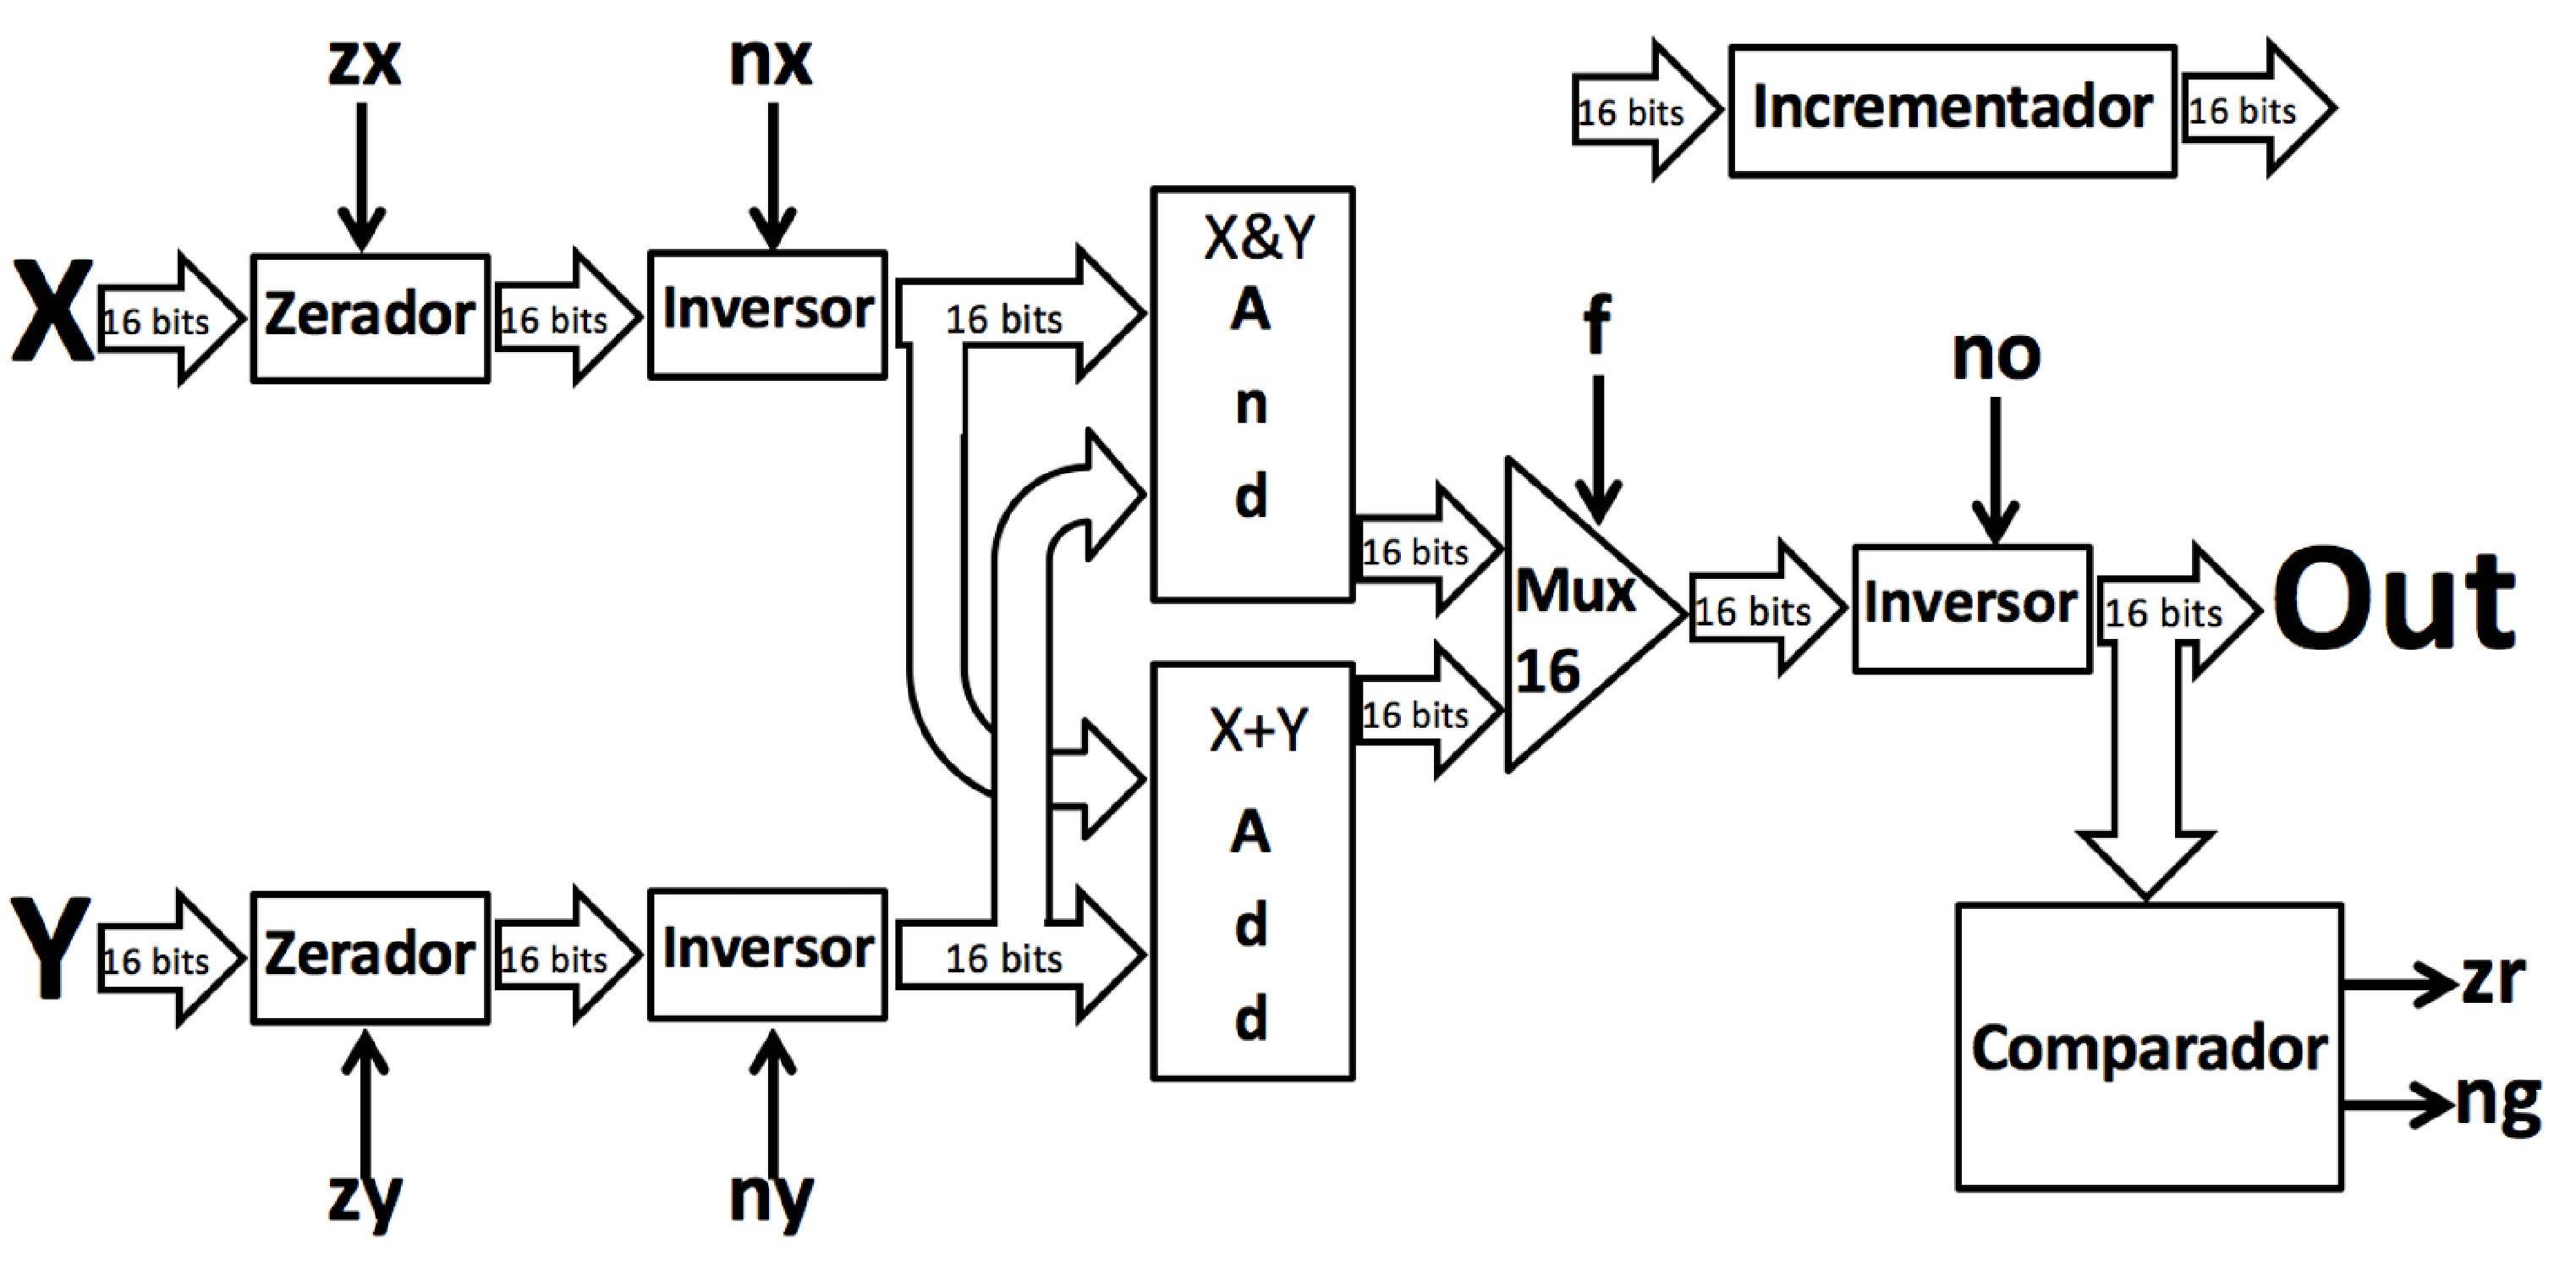 zx
nx
16 bits
Incrementador
16 bits
X
16 bits
Zerador
16 bits
Inversor
16 bits
X&Y
A
n
d
f
no
16 bits
Mux
16
16 bits
Inversor
16 bits
Out
16 bits
X+Y
A
d
d
Y
16 bits
Zerador
16 bits
Inversor
16 bits
Comparador
zr
ng
zy
ny